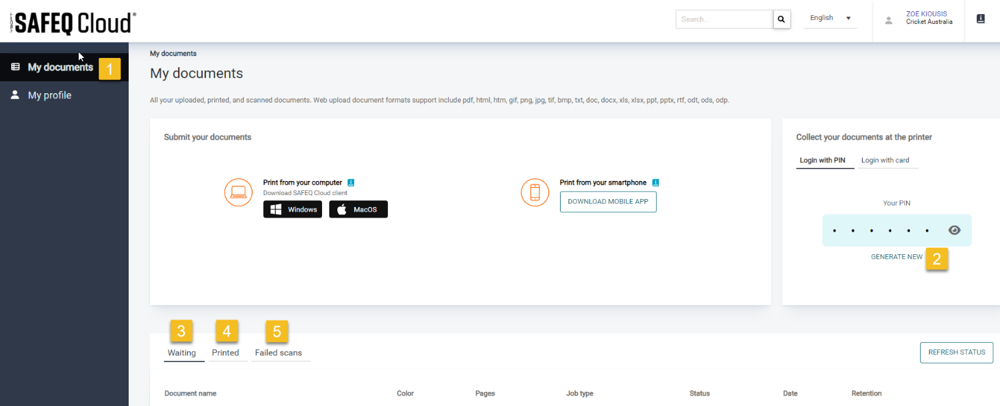 YSOFT SAFEQ Cloud®
Search...
English
ZOE KIOUSIS
Cricket Australia
My documents 1
My profile
My documents
My documents
All your uploaded, printed, and scanned documents. Web upload document formats support include pdf, html, htm, gif, png, jpg, tif, bmp, txt, doc, docx, xls, xlsx, ppt, pptx, rtf, odt, ods, odp.
Submit your documents
Print from your computer
Download SAFEQ Cloud client
Windows MacOS
Print from your smartphone
DOWNLOAD MOBILE APP
Collect your documents at the printer
Login with PIN Login with card
Your PIN
GENERATE NEW 2
3 4 5
Waiting Printed Failed scans
REFRESH STATUS
Document name Color Pages Job type Status Date Retention